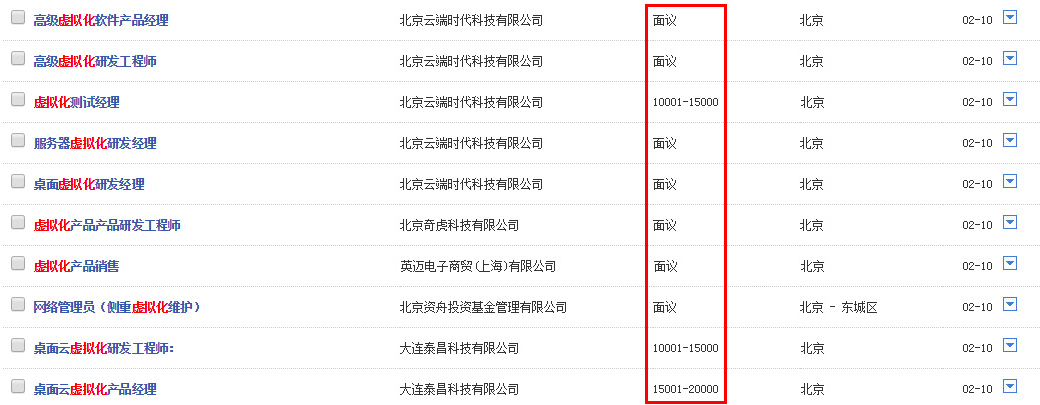 高级虚拟化软件产品经理 北京云端时代科技有限公司 面议 北京 02-10
高级虚拟化研发工程师 北京云端时代科技有限公司 面议 北京 02-10
虚拟化测试经理 北京云端时代科技有限公司 10001-15000 北京 02-10
服务器虚拟化研发经理 北京云端时代科技有限公司 面议 北京 02-10
桌面虚拟化研发经理 北京云端时代科技有限公司 面议 北京 02-10
虚拟化产品产品研发工程师 北京奇虎科技有限公司 面议 北京 02-10
虚拟化产品销售 英迈电子商贸(上海)有限公司 面议 北京 02-10
网络管理员（侧重虚拟化维护） 北京资舟投资基金管理有限公司 面议 北京 - 东城区 02-10
桌面云虚拟化研发工程师: 大连泰昌科技有限公司 10001-15000 北京 02-10
桌面云虚拟化产品经理 大连泰昌科技有限公司 15001-20000 北京 02-10